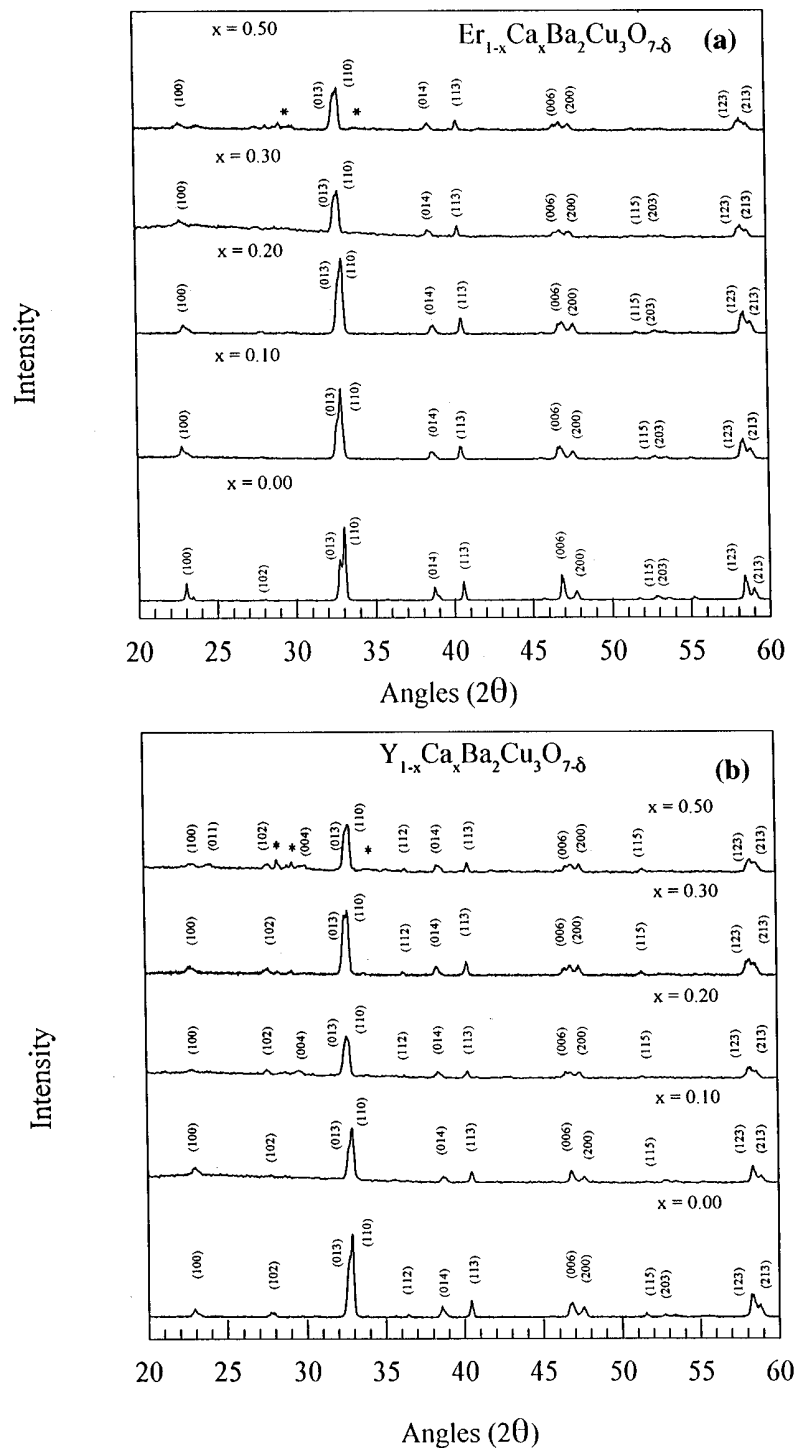 x = 0.50
Er1-xCaxBa2Cu3O7-δ (a)
(100) * (013) (110) * (014) (113) (006) (200) (123) (213)
x = 0.30
(100) (013) (110) (014) (113) (006) (200) (115) (203) (123) (213)
x = 0.20
(100) (013) (110) (014) (113) (006) (200) (115) (203) (123) (213)
x = 0.10
(100) (013) (110) (014) (113) (006) (200) (115) (203) (123) (213)
x = 0.00
(100) (102) (013) (110) (014) (113) (006) (200) (115) (203) (123) (213)
Intensity
20 25 30 35 40 45 50 55 60
Angles (2θ)
Y1-xCaxBa2Cu3O7-δ (b)
x = 0.50
(100) (011) (102) * * (004) (013) (110) * (112) (014) (113) (006) (200) (115) (123) (213)
x = 0.30
(100) (102) (013) (110) (112) (014) (113) (006) (200) (115) (123) (213)
x = 0.20
(100) (102) (004) (013) (110) (112) (014) (113) (006) (200) (115) (123) (213)
x = 0.10
(100) (102) (013) (110) (014) (113) (006) (200) (115) (123) (213)
x = 0.00
(100) (102) (013) (110) (112) (014) (113) (006) (200) (115) (203) (123) (213)
Intensity
20 25 30 35 40 45 50 55 60
Angles (2θ)